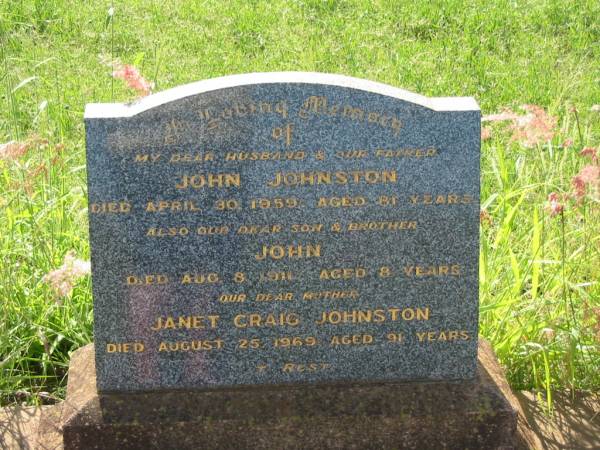 In Loving Memory
of
MY DEAR HUSBAND & OUR FATHER
JOHN JOHNSTON
DIED APRIL 30, 1959, AGED 81 YEARS
ALSO OUR DEAR SON & BROTHER
JOHN
DIED AUG. 8, 1911, AGED 8 YEARS
OUR DEAR MOTHER
JANET CRAIG JOHNSTON
DIED AUGUST 25, 1969 AGED 91 YEARS
REST